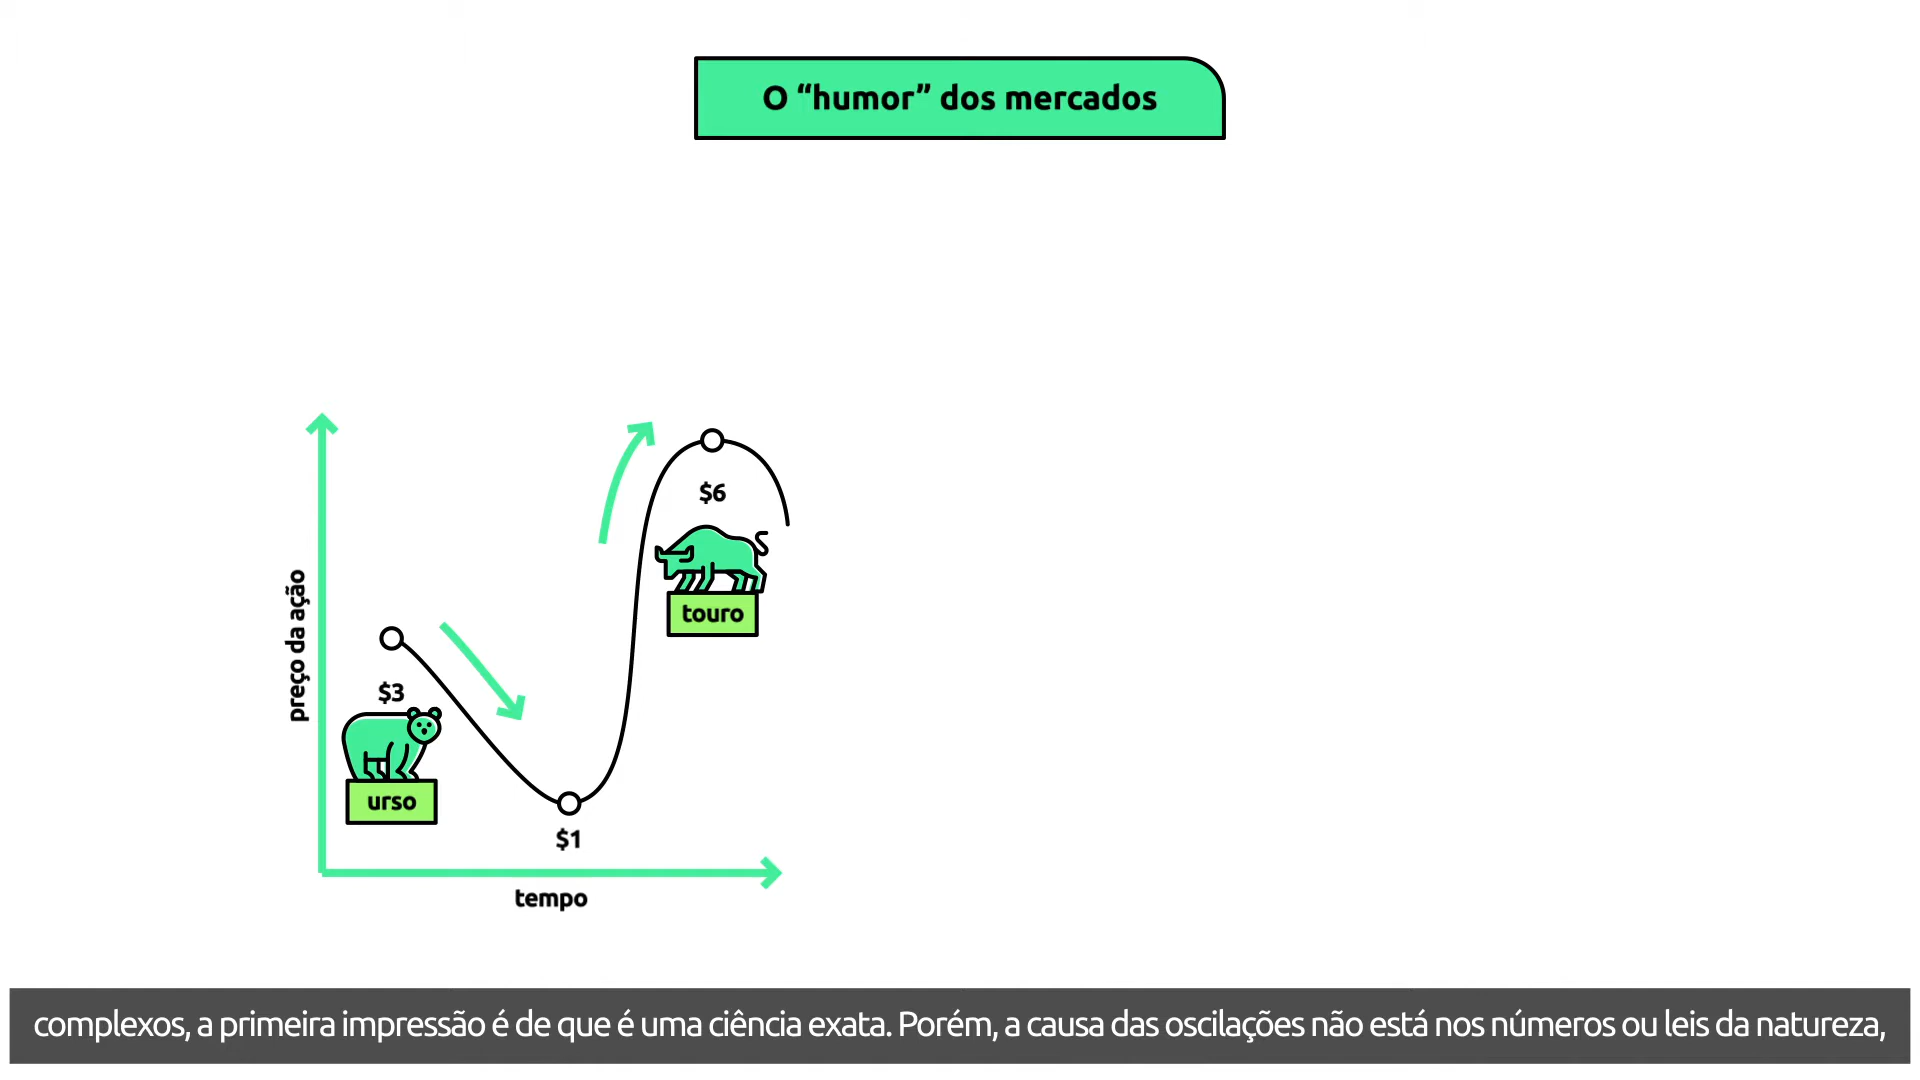 O “humor” dos mercados
$6
touro
preço da ação
$3
urso
$1
tempo
complexos, a primeira impressão é de que é uma ciência exata. Porém, a causa das oscilações não está nos números ou leis da natureza,